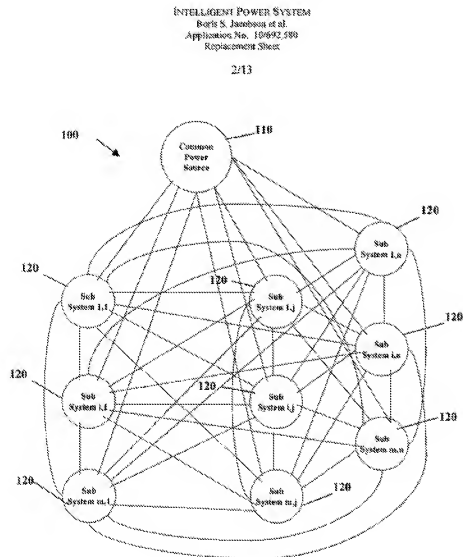 INTELLIGENT POWER SYSTEM
Boris S. Jacobson et al.
Application No. 10/692,580
Replacement Sheet
2/13
110
100
Common
Power
Source
120
Sub
System 1,n
120
120
Sub
System 1,1
Sub
System 1,j
120
Sub
System i,n
120
120
Sub
System i,1
Sub
System i,j
120
Sub
System m,n
120
Sub
System m,1
Sub
System m,j
120